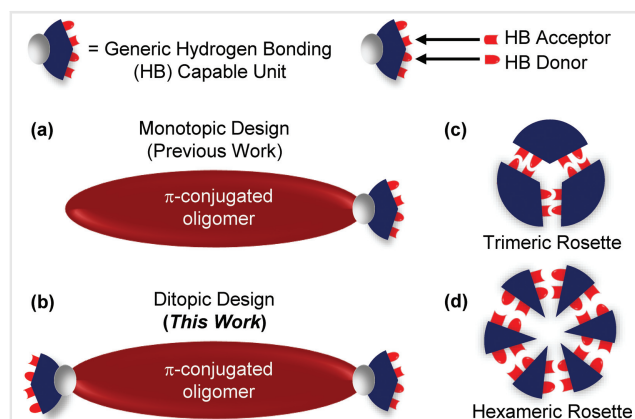 = Generic Hydrogen Bonding
(HB) Capable Unit
HB Acceptor
HB Donor
(a)
Monotopic Design
(Previous Work)
π-conjugated
oligomer
(c)
Trimeric Rosette
(b)
Ditopic Design
(This Work)
π-conjugated
oligomer
(d)
Hexameric Rosette